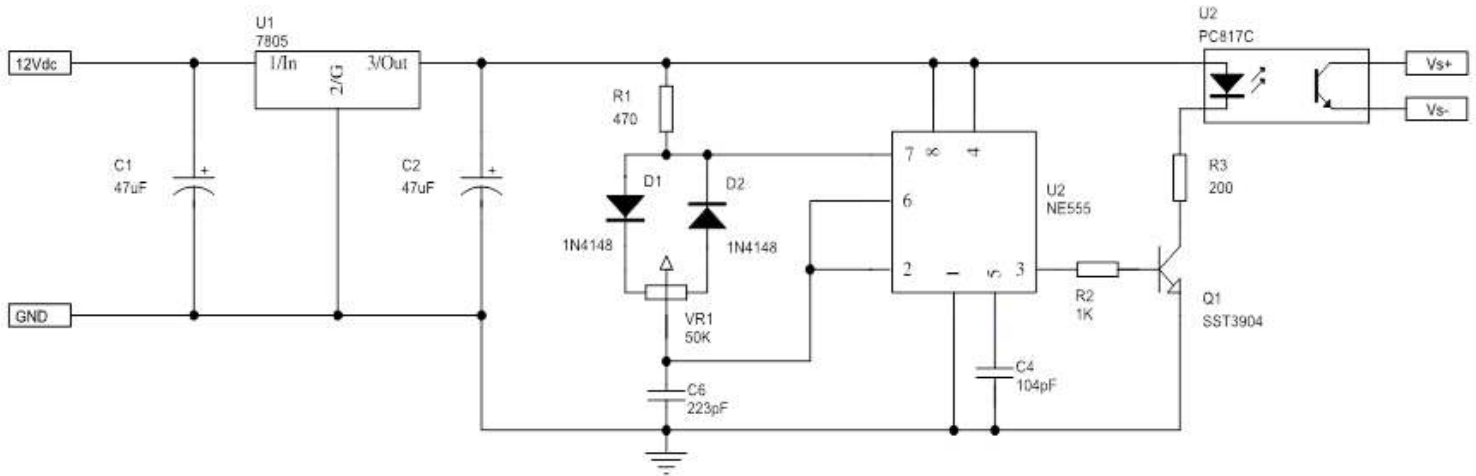 U1
7805
12Vdc
1/In
2/G
3/Out
C1
47uF
C2
47uF
GND
R1
470
D1
1N4148
D2
1N4148
VR1
50K
C6
223pF
7
8
4
6
2
1
5
3
U2
NE555
R2
1K
C4
104pF
Q1
SST3904
R3
200
U2
PC817C
Vs+
Vs-